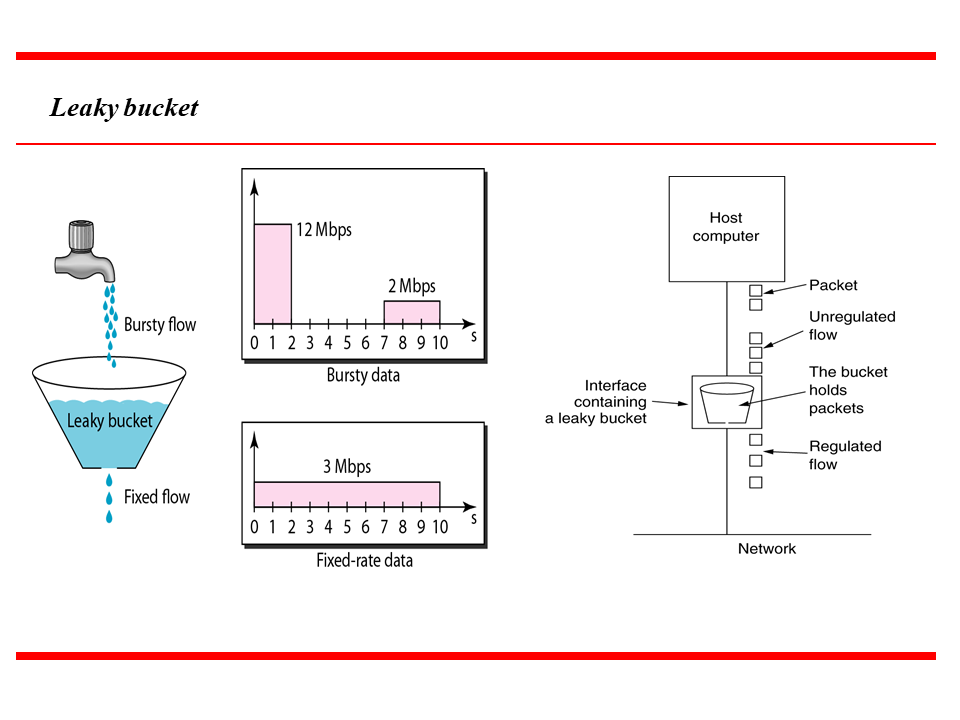 Leaky bucket
Bursty flow
Leaky bucket
Fixed flow
12 Mbps
2 Mbps
0 1 2 3 4 5 6 7 8 9 10
s
Bursty data
3 Mbps
0 1 2 3 4 5 6 7 8 9 10
s
Fixed-rate data
Host
computer
Packet
Unregulated
flow
The bucket
holds
packets
Interface
containing
a leaky bucket
Regulated
flow
Network